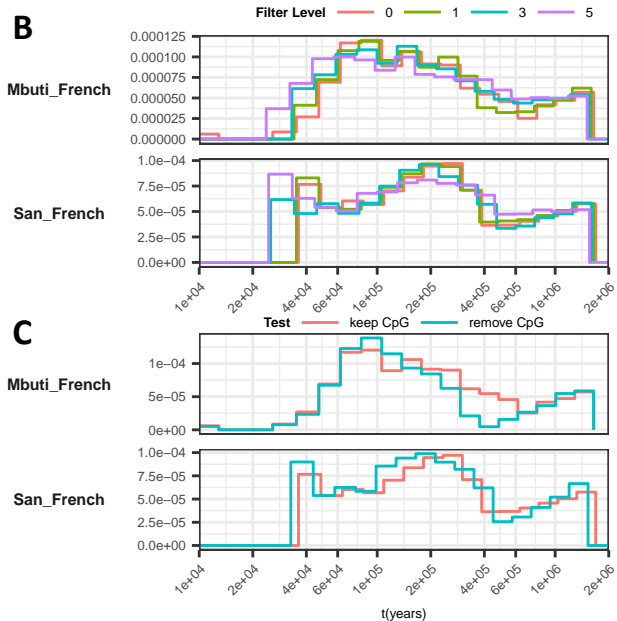 B
Filter Level 0 1 3 5
Mbuti_French
0.000125
0.000100
0.000075
0.000050
0.000025
0.000000
San_French
1.0e-04
7.5e-05
5.0e-05
2.5e-05
0.0e+00
1e+04 2e+04 4e+04 6e+04 1e+05 2e+05 4e+05 6e+05 1e+06 2e+06
C
Test keep CpG remove CpG
Mbuti_French
1e-04
5e-05
0e+00
San_French
1.0e-04
7.5e-05
5.0e-05
2.5e-05
0.0e+00
1e+04 2e+04 4e+04 6e+04 1e+05 2e+05 4e+05 6e+05 1e+06 2e+06
t(years)